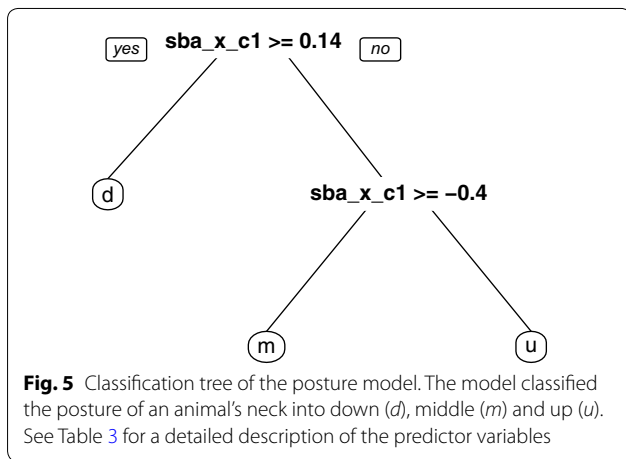 yes sba_x_c1 >= 0.14 no
d sba_x_c1 >= −0.4
m u
Fig. 5 Classification tree of the posture model. The model classified
the posture of an animal's neck into down (d), middle (m) and up (u).
See Table 3 for a detailed description of the predictor variables